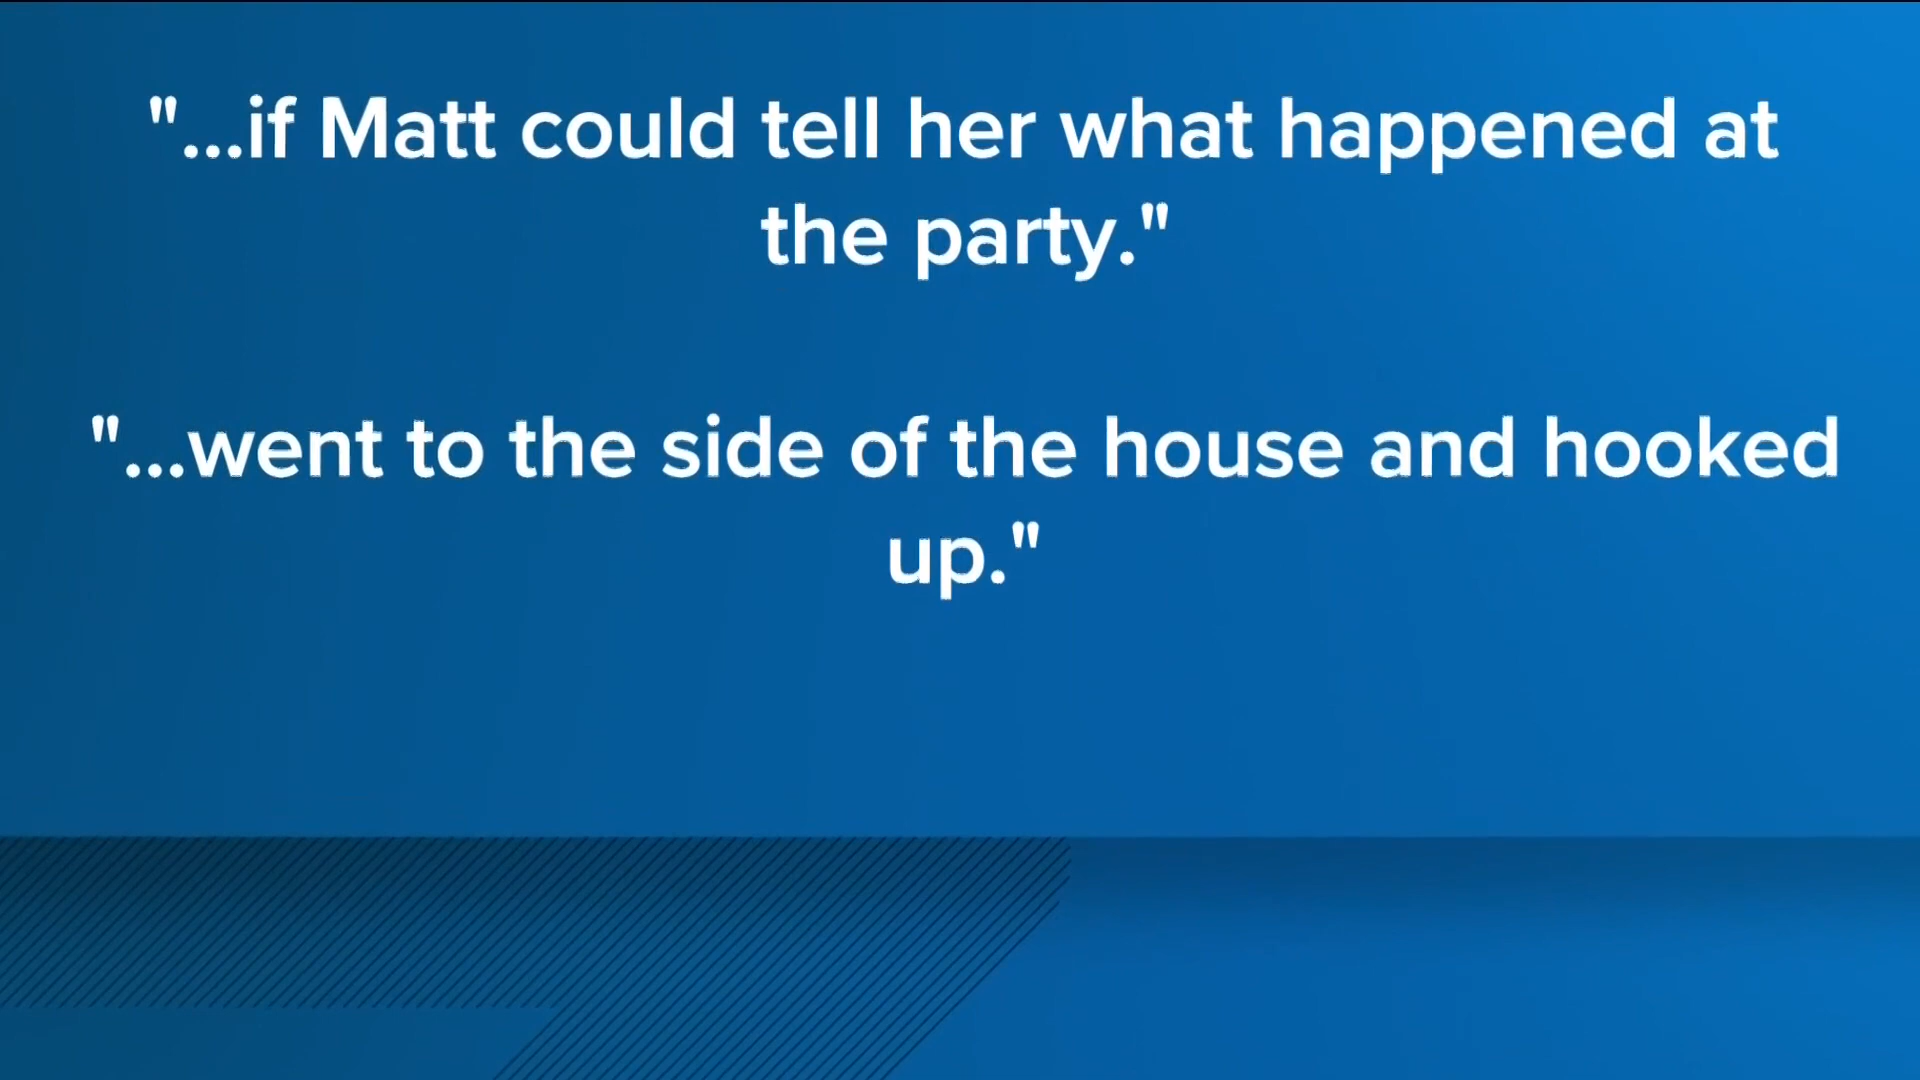 "...if Matt could tell her what happened at
the party."
"...went to the side of the house and hooked
up."